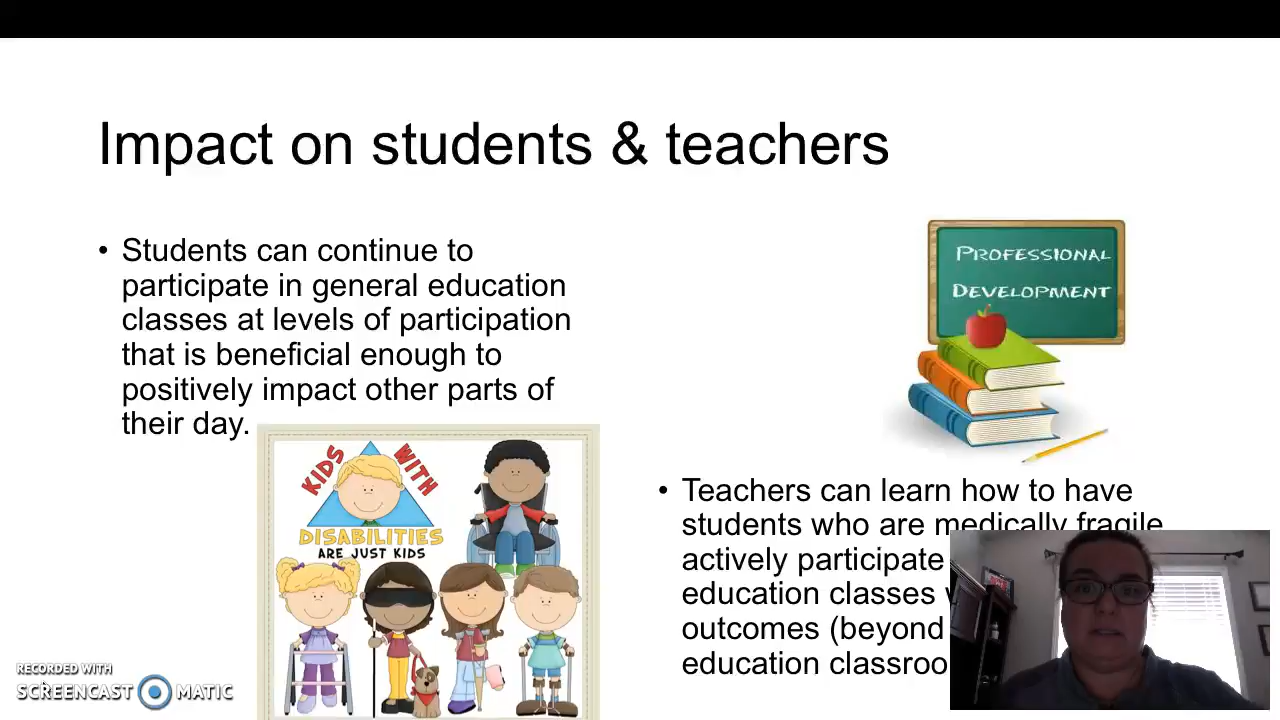 Impact on students & teachers
• Students can continue to
participate in general education
classes at levels of participation
that is beneficial enough to
positively impact other parts of
their day.
PROFESSIONAL
DEVELOPMENT
KIDS WITH
DISABILITIES
ARE JUST KIDS
• Teachers can learn how to have
students who are medically fragile
actively participate
education classes
outcomes (beyond
education
RECORDED WITH
SCREENCAST MATIC